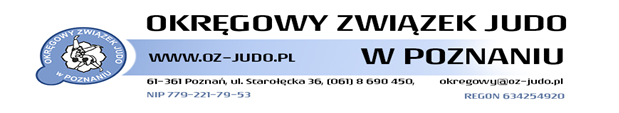 OKRĘGOWY ZWIĄZEK JUDO
W POZNANIU
OKRĘGOWY ZWIĄZEK JUDO
WWW.OZ-JUDO.PL W POZNANIU
61-361 Poznań, ul. Starołęcka 36, (061) 8 690 450, okregowy@oz-judo.pl
NIP 779-221-79-53 REGON 634254920